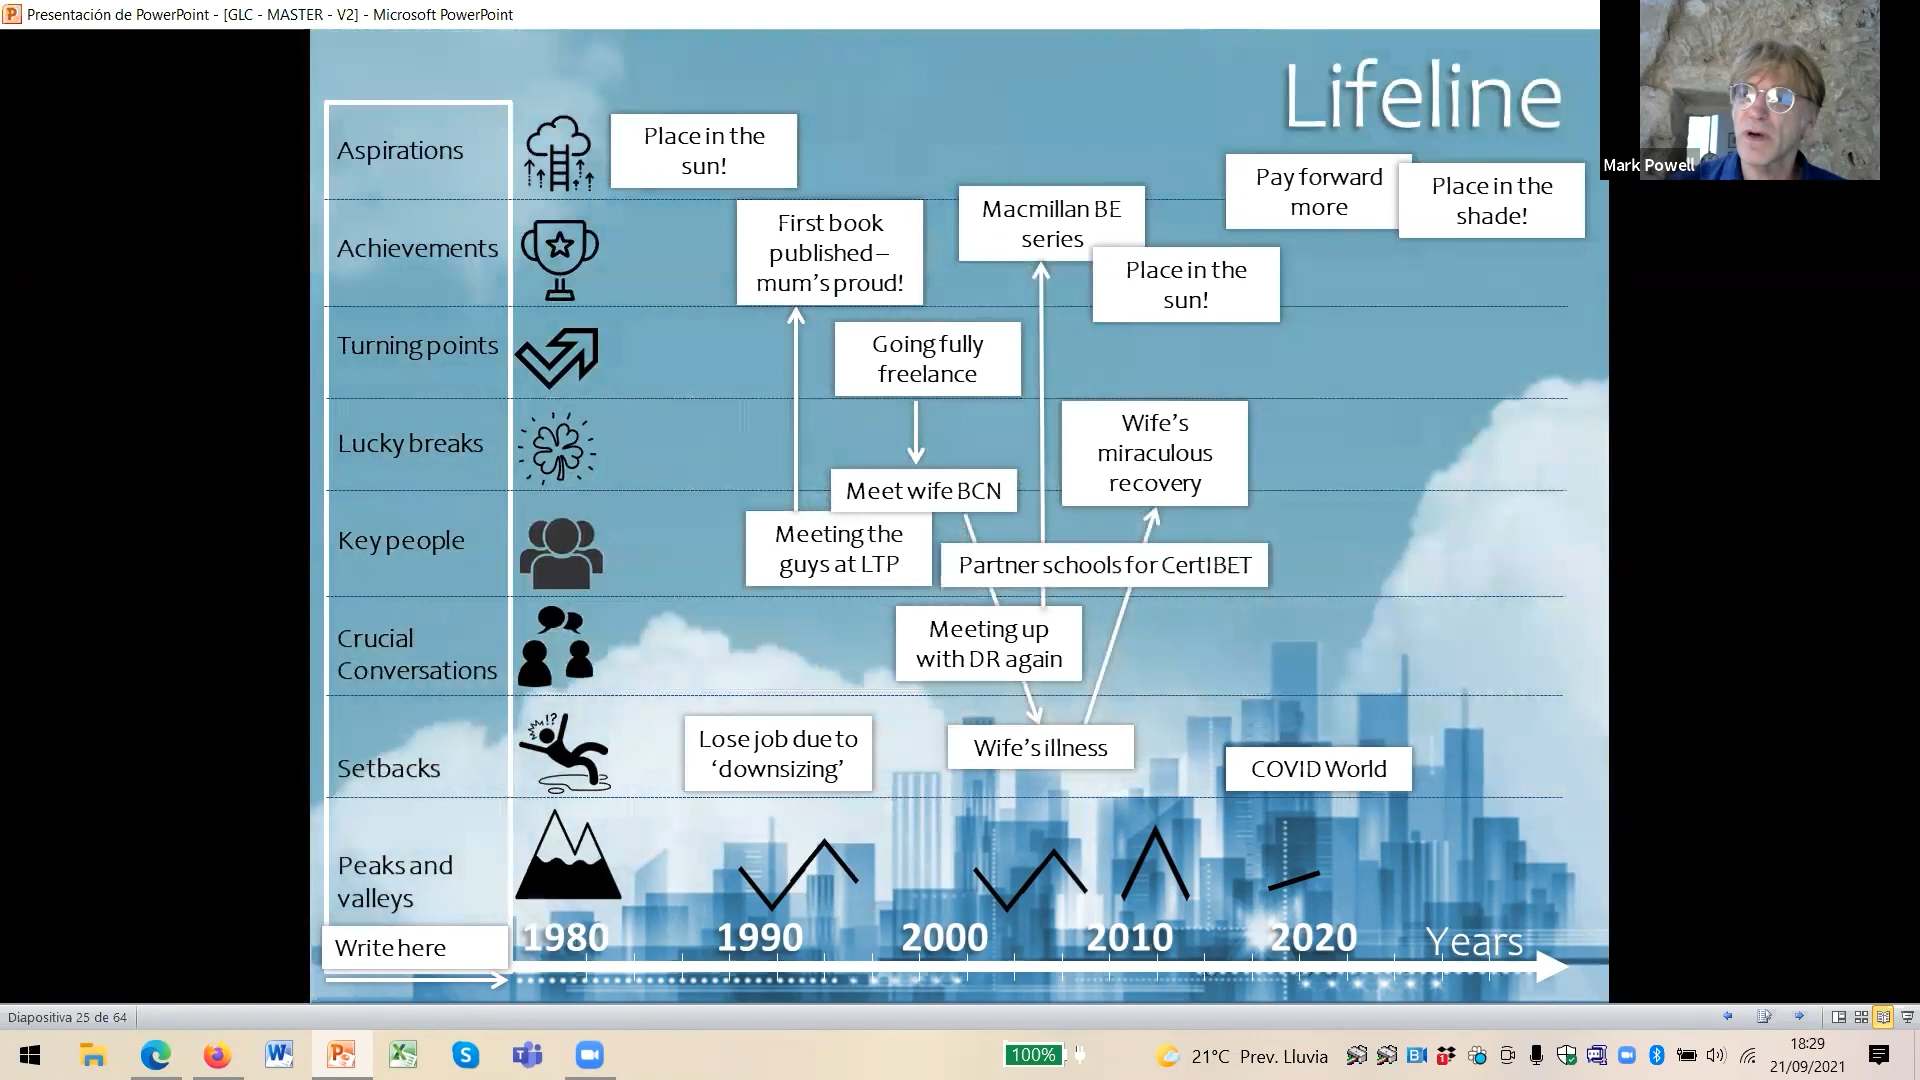 Presentación de PowerPoint - [GLC - MASTER - V2] - Microsoft PowerPoint
Lifeline
Mark Powell
Aspirations
Place in the
sun!
Pay forward
more
Place in the
shade!
Achievements
First book
published –
mum's proud!
Macmillan BE
series
Place in the
sun!
Turning points
Going fully
freelance
Lucky breaks
Wife's
miraculous
recovery
Meet wife BCN
Key people
Meeting the
guys at LTP
Partner schools for CertIBET
Crucial
Conversations
Meeting up
with DR again
!?
Setbacks
Lose job due to
'downsizing'
Wife's illness
COVID World
Peaks and
valleys
Write here
1980 1990 2000 2010 2020 Years
Diapositiva 25 de 64
100%
21°C Prev. Lluvia
18:29
21/09/2021